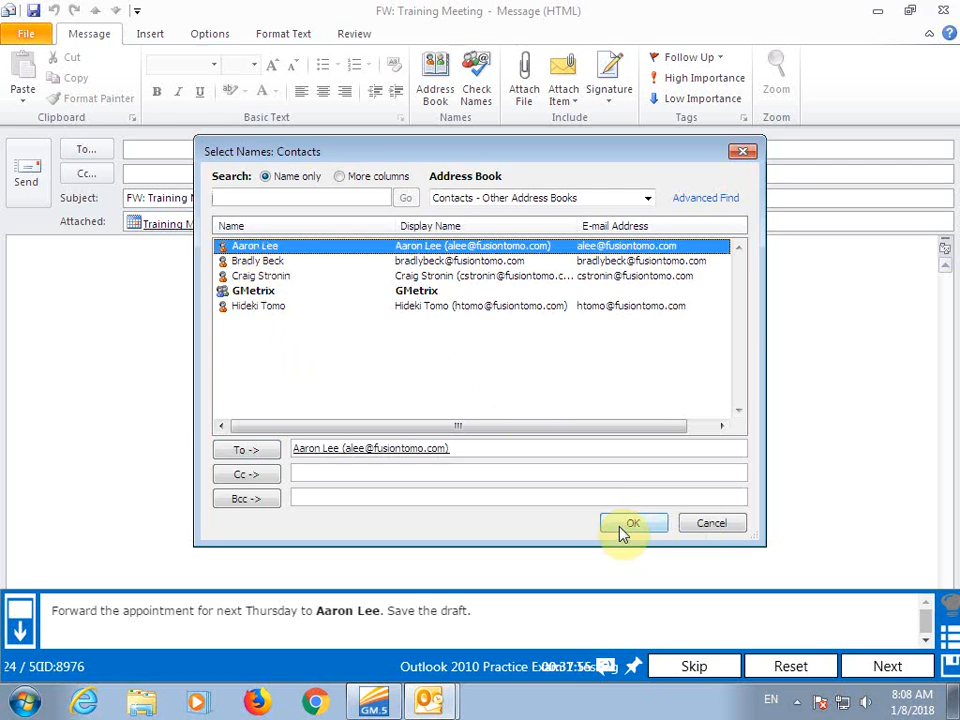 FW: Training Meeting - Message (HTML)
File Message Insert Options Format Text Review
Cut
Copy
Format Painter
Paste
Clipboard
B I U
Basic Text
Address Book
Check Names
Names
Attach File
Attach Item
Signature
Include
Follow Up
High Importance
Low Importance
Tags
Zoom
Zoom
Send
To...
Cc...
Subject: FW: Training M
Attached: Training M
Select Names: Contacts
Search: Name only More columns Address Book
Go Contacts - Other Address Books Advanced Find
Name Display Name E-mail Address
Aaron Lee Aaron Lee (alee@fusiontomo.com) alee@fusiontomo.com
Bradly Beck bradlybeck@fusiontomo.com bradlybeck@fusiontomo.com
Craig Stronin Craig Stronin (cstronin@fusiontomo.c... cstronin@fusiontomo.com
GMetrix GMetrix
Hideki Tomo Hideki Tomo (htomo@fusiontomo.com) htomo@fusiontomo.com
To -> Aaron Lee (alee@fusiontomo.com)
Cc ->
Bcc ->
OK Cancel
Forward the appointment for next Thursday to Aaron Lee. Save the draft.
Outlook 2010 Practice Exam
Skip Reset Next
GM.5
EN
8:08 AM
1/8/2018